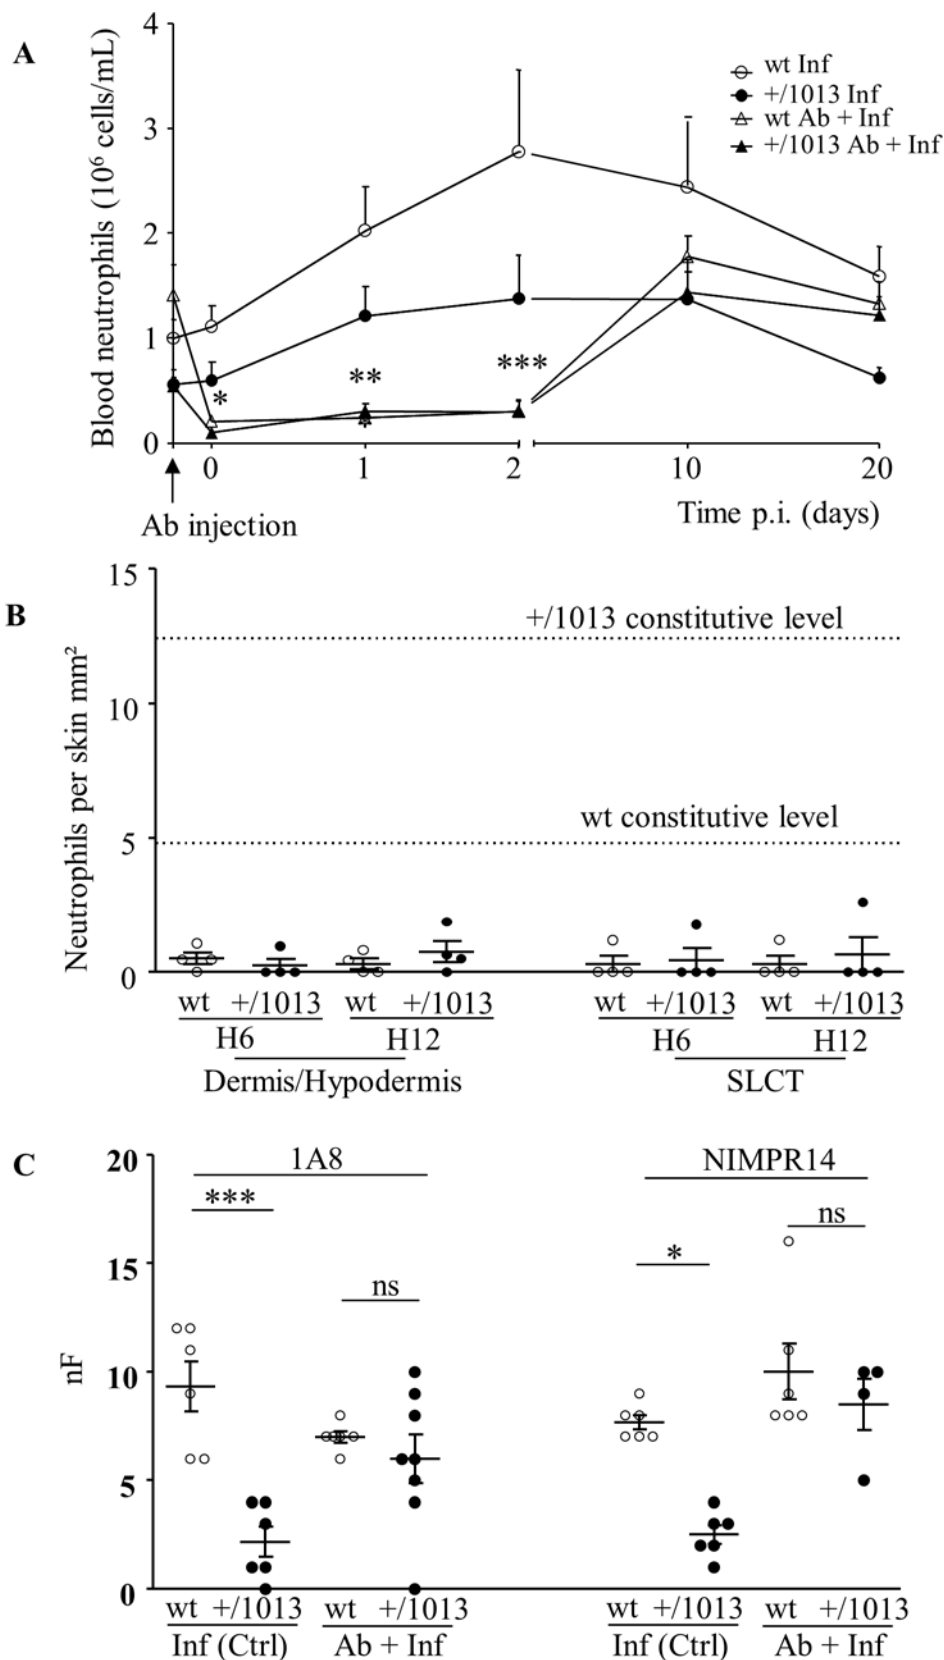 A
Blood neutrophils (10⁶ cells/mL)
4
3
2
1
0
wt Inf
+/1013 Inf
wt Ab + Inf
+/1013 Ab + Inf
*
**
***
0 1 2 10 20
Ab injection
Time p.i. (days)
B
Neutrophils per skin mm²
15
10
5
0
+/1013 constitutive level
wt constitutive level
wt +/1013 wt +/1013 wt +/1013 wt +/1013
H6 H12 H6 H12
Dermis/Hypodermis SLCT
C
nF
20
15
10
5
0
1A8 NIMPR14
*** ns * ns
wt +/1013 wt +/1013 wt +/1013 wt +/1013
Inf (Ctrl) Ab + Inf Inf (Ctrl) Ab + Inf